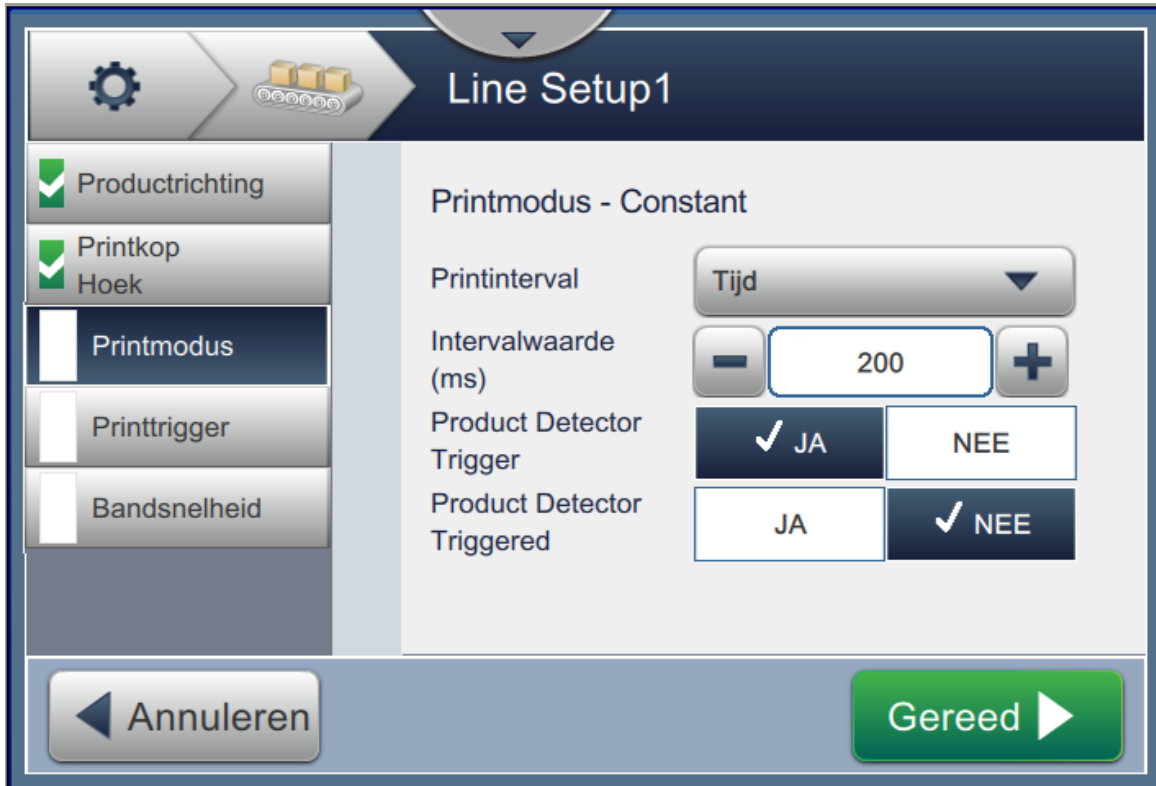 Line Setup1
Productrichting
Printkop
Hoek
Printmodus
Printtrigger
Bandsnelheid
Printmodus - Constant
Printinterval
Tijd
Intervalwaarde
(ms)
200
Product Detector
Trigger
JA
NEE
Product Detector
Triggered
JA
NEE
Annuleren
Gereed